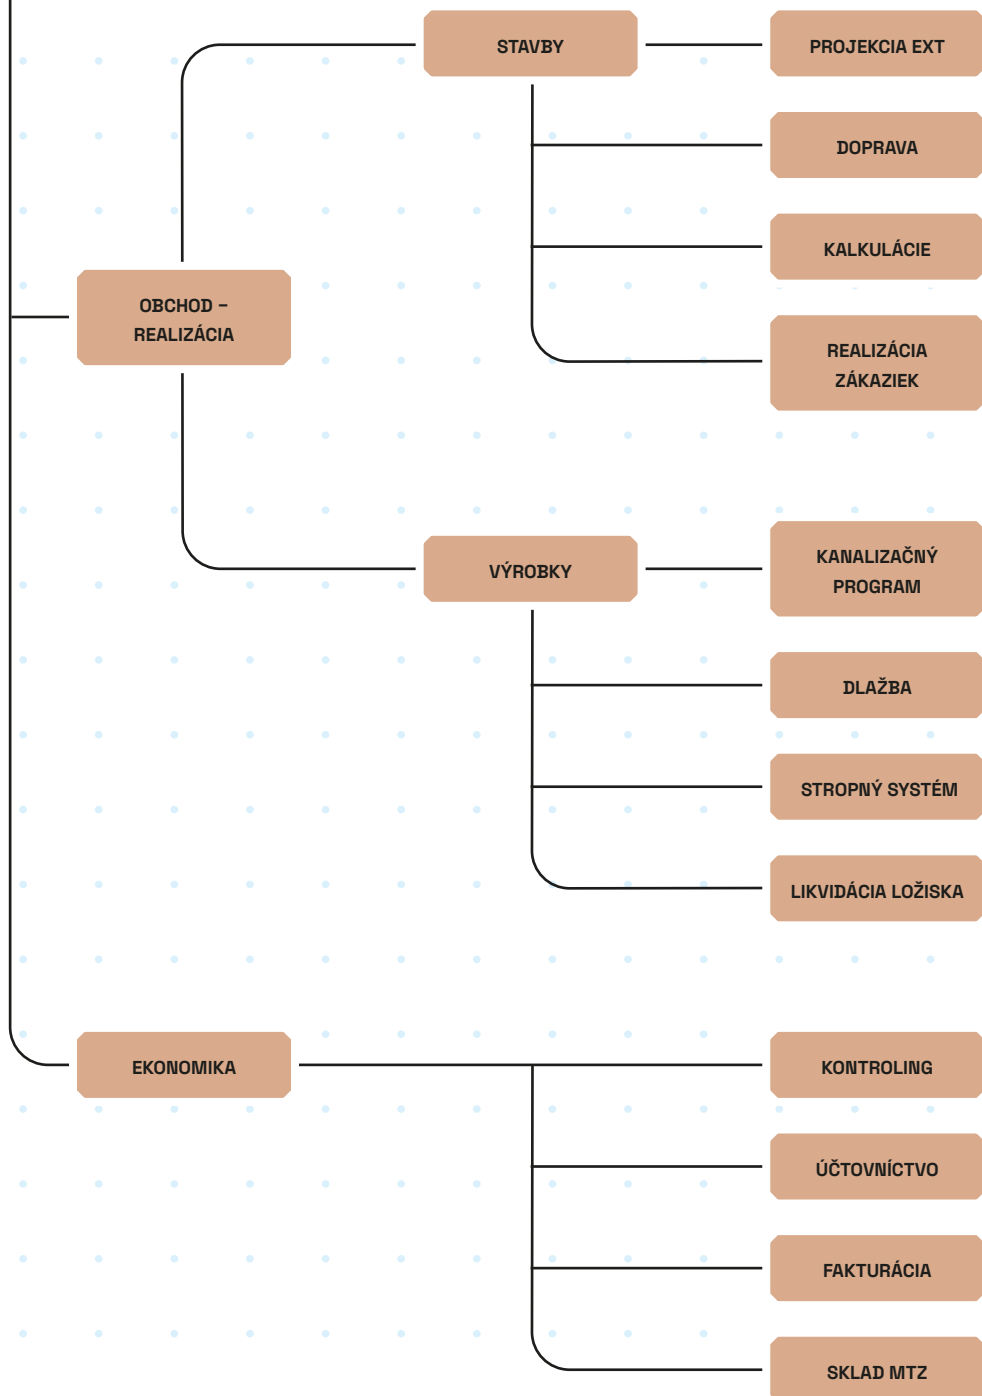 STAVBY
PROJEKCIA EXT
DOPRAVA
KALKULÁCIE
OBCHOD –
REALIZÁCIA
REALIZÁCIA
ZÁKAZIEK
VÝROBKY
KANALIZAČNÝ
PROGRAM
DLAŽBA
STROPNÝ SYSTÉM
LIKVIDÁCIA LOŽISKA
EKONOMIKA
KONTROLING
ÚČTOVNÍCTVO
FAKTURÁCIA
SKLAD MTZ